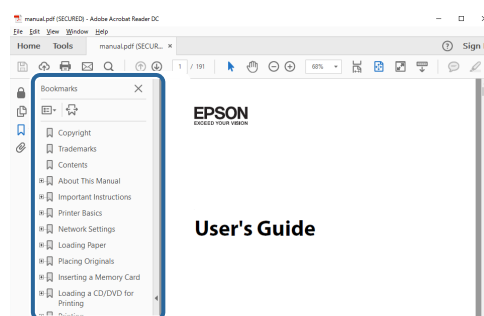 manual.pdf (SECURED) - Adobe Acrobat Reader DC
File Edit View Window Help
Home Tools manual.pdf (SECUR... ×
Sign
1 / 191 68%
Bookmarks
Copyright
Trademarks
Contents
About This Manual
Important Instructions
Printer Basics
Network Settings
Loading Paper
Placing Originals
Inserting a Memory Card
Loading a CD/DVD for
Printing
Printing
EPSON
EXCEED YOUR VISION
User's Guide